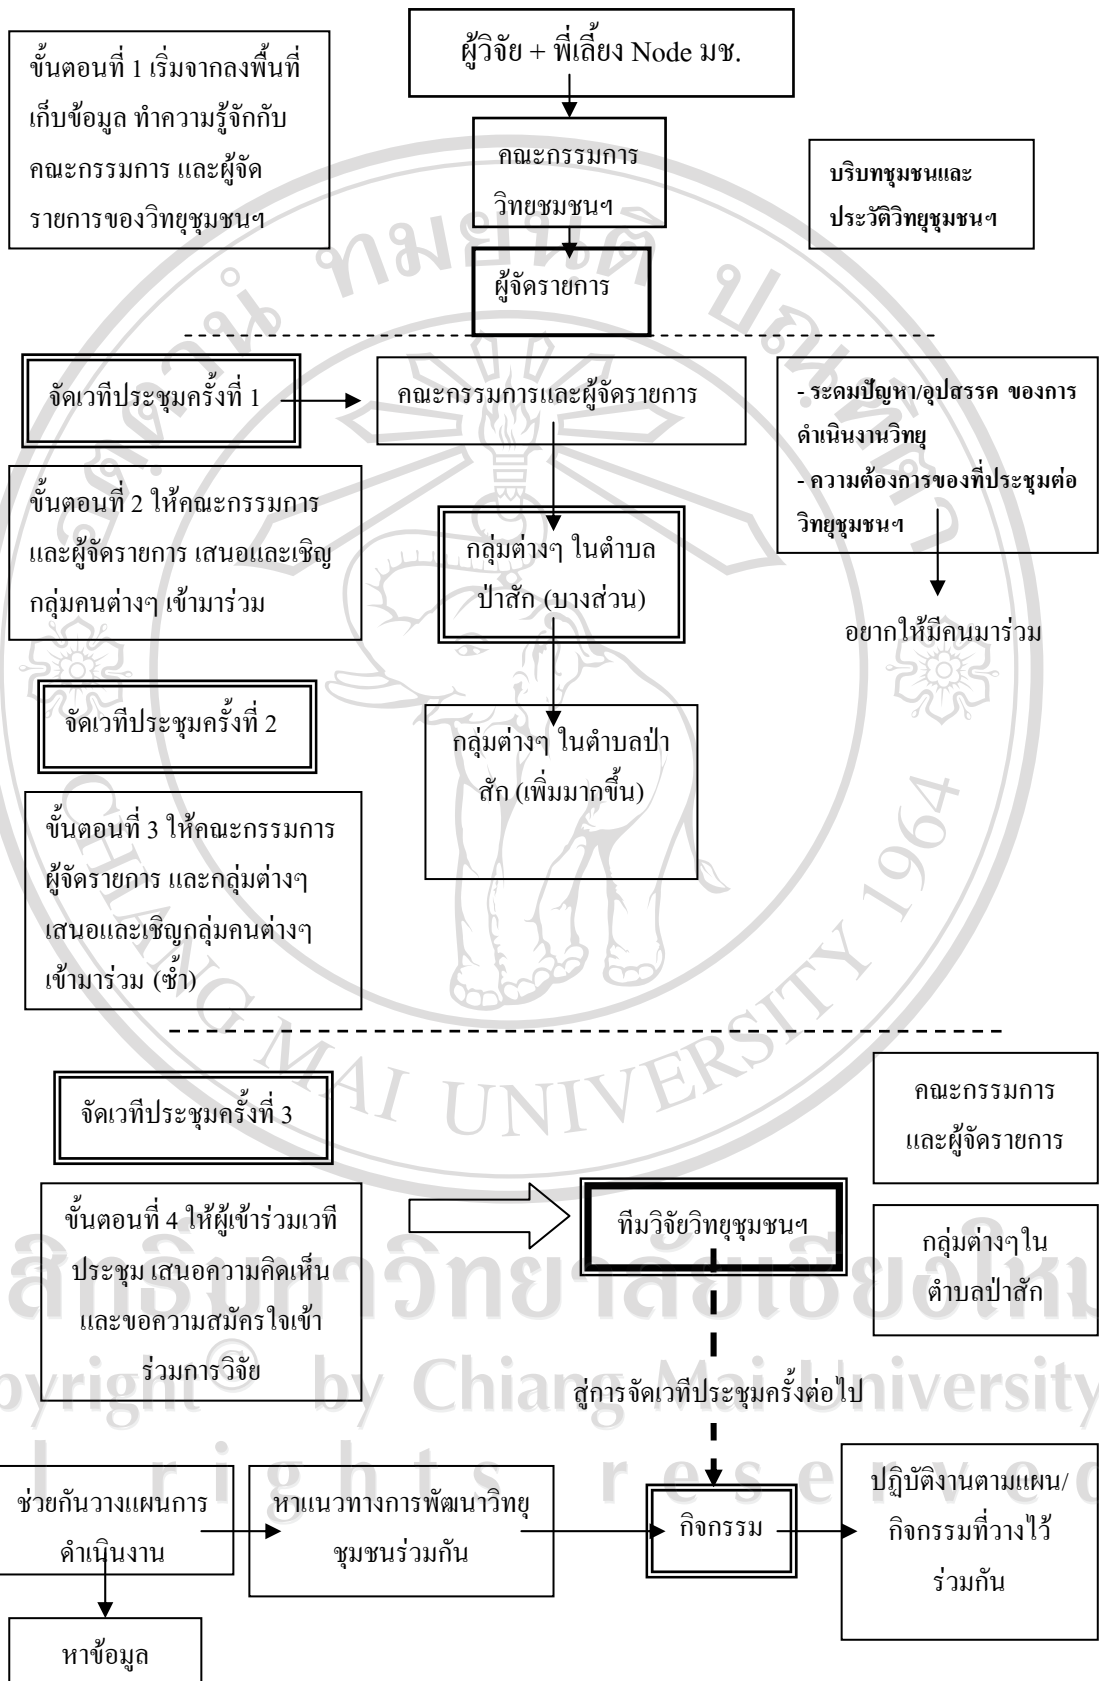 ผู้วิจัย + พี่เลี้ยง Node มช.
ขั้นตอนที่ 1 เริ่มจากลงพื้นที่
เก็บข้อมูล ทำความรู้จักกับ
คณะกรรมการ และผู้จัด
รายการของวิทยุชุมชนฯ
คณะกรรมการ
วิทยชมชนฯ
บริบทชุมชนและ
ประวัติวิทยุชุมชนฯ
ผู้จัดรายการ
จัดเวทีประชุมครั้งที่ 1
คณะกรรมการและผู้จัดรายการ
- ระดมปัญหา/อุปสรรค ของการ
ดำเนินงานวิทยุ
- ความต้องการของที่ประชุมต่อ
วิทยุชุมชนฯ
ขั้นตอนที่ 2 ให้คณะกรรมการ
และผู้จัดรายการ เสนอและเชิญ
กลุ่มคนต่างๆ เข้ามาร่วม
กลุ่มต่างๆ ในตำบล
ป่าสัก (บางส่วน)
อยากให้มีคนมาร่วม
จัดเวทีประชุมครั้งที่ 2
กลุ่มต่างๆ ในตำบลป่า
สัก (เพิ่มมากขึ้น)
ขั้นตอนที่ 3 ให้คณะกรรมการ
ผู้จัดรายการ และกลุ่มต่างๆ
เสนอและเชิญกลุ่มคนต่างๆ
เข้ามาร่วม (ซ้ำ)
จัดเวทีประชุมครั้งที่ 3
คณะกรรมการ
และผู้จัดรายการ
ขั้นตอนที่ 4 ให้ผู้เข้าร่วมเวที
ประชุม เสนอความคิดเห็น
และขอความสมัครใจเข้า
ร่วมการวิจัย
ทีมวิจัยวิทยุชุมชนฯ
กลุ่มต่างๆใน
ตำบลป่าสัก
สู่การจัดเวทีประชุมครั้งต่อไป
ช่วยกันวางแผนการ
ดำเนินงาน
หาแนวทางการพัฒนาวิทยุ
ชุมชนร่วมกัน
กิจกรรม
ปฏิบัติงานตามแผน/
กิจกรรมที่วางไว้
ร่วมกัน
หาข้อมูล
CHIANG MAI UNIVERSITY 1964
by Chiang Mai University
rights reserved